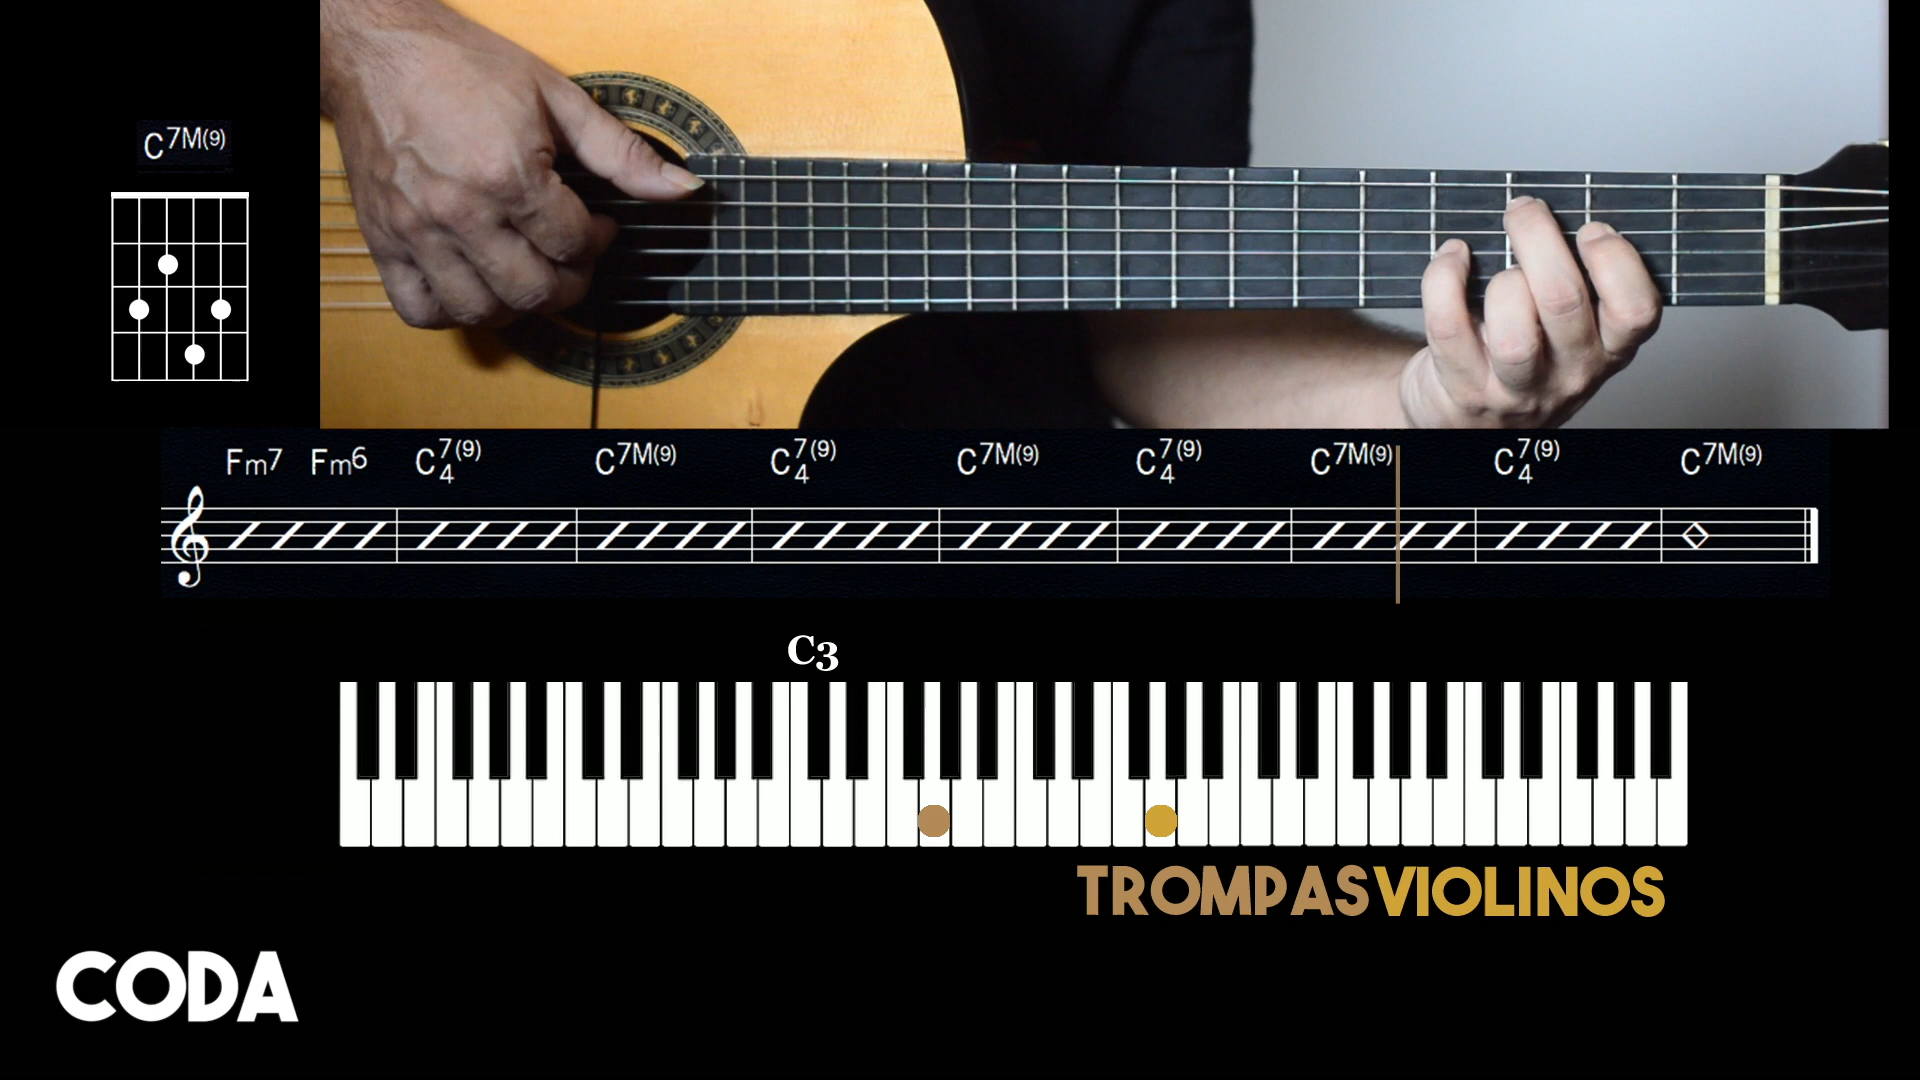 C7M(9)
Fm7 Fm6 C7(9)4 C7M(9) C7(9)4 C7M(9) C7(9)4 C7M(9) C7(9)4 C7M(9)
C3
TROMPAS VIOLINOS
CODA